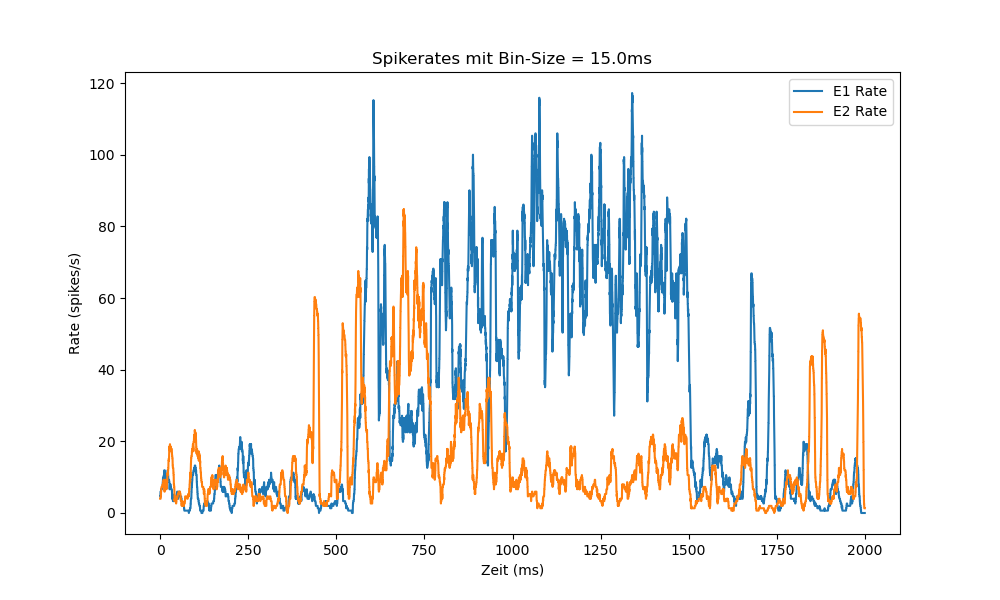 Spikerates mit Bin-Size = 15.0ms
120
100
80
60
40
20
0
Rate (spikes/s)
E1 Rate
E2 Rate
0 250 500 750 1000 1250 1500 1750 2000
Zeit (ms)